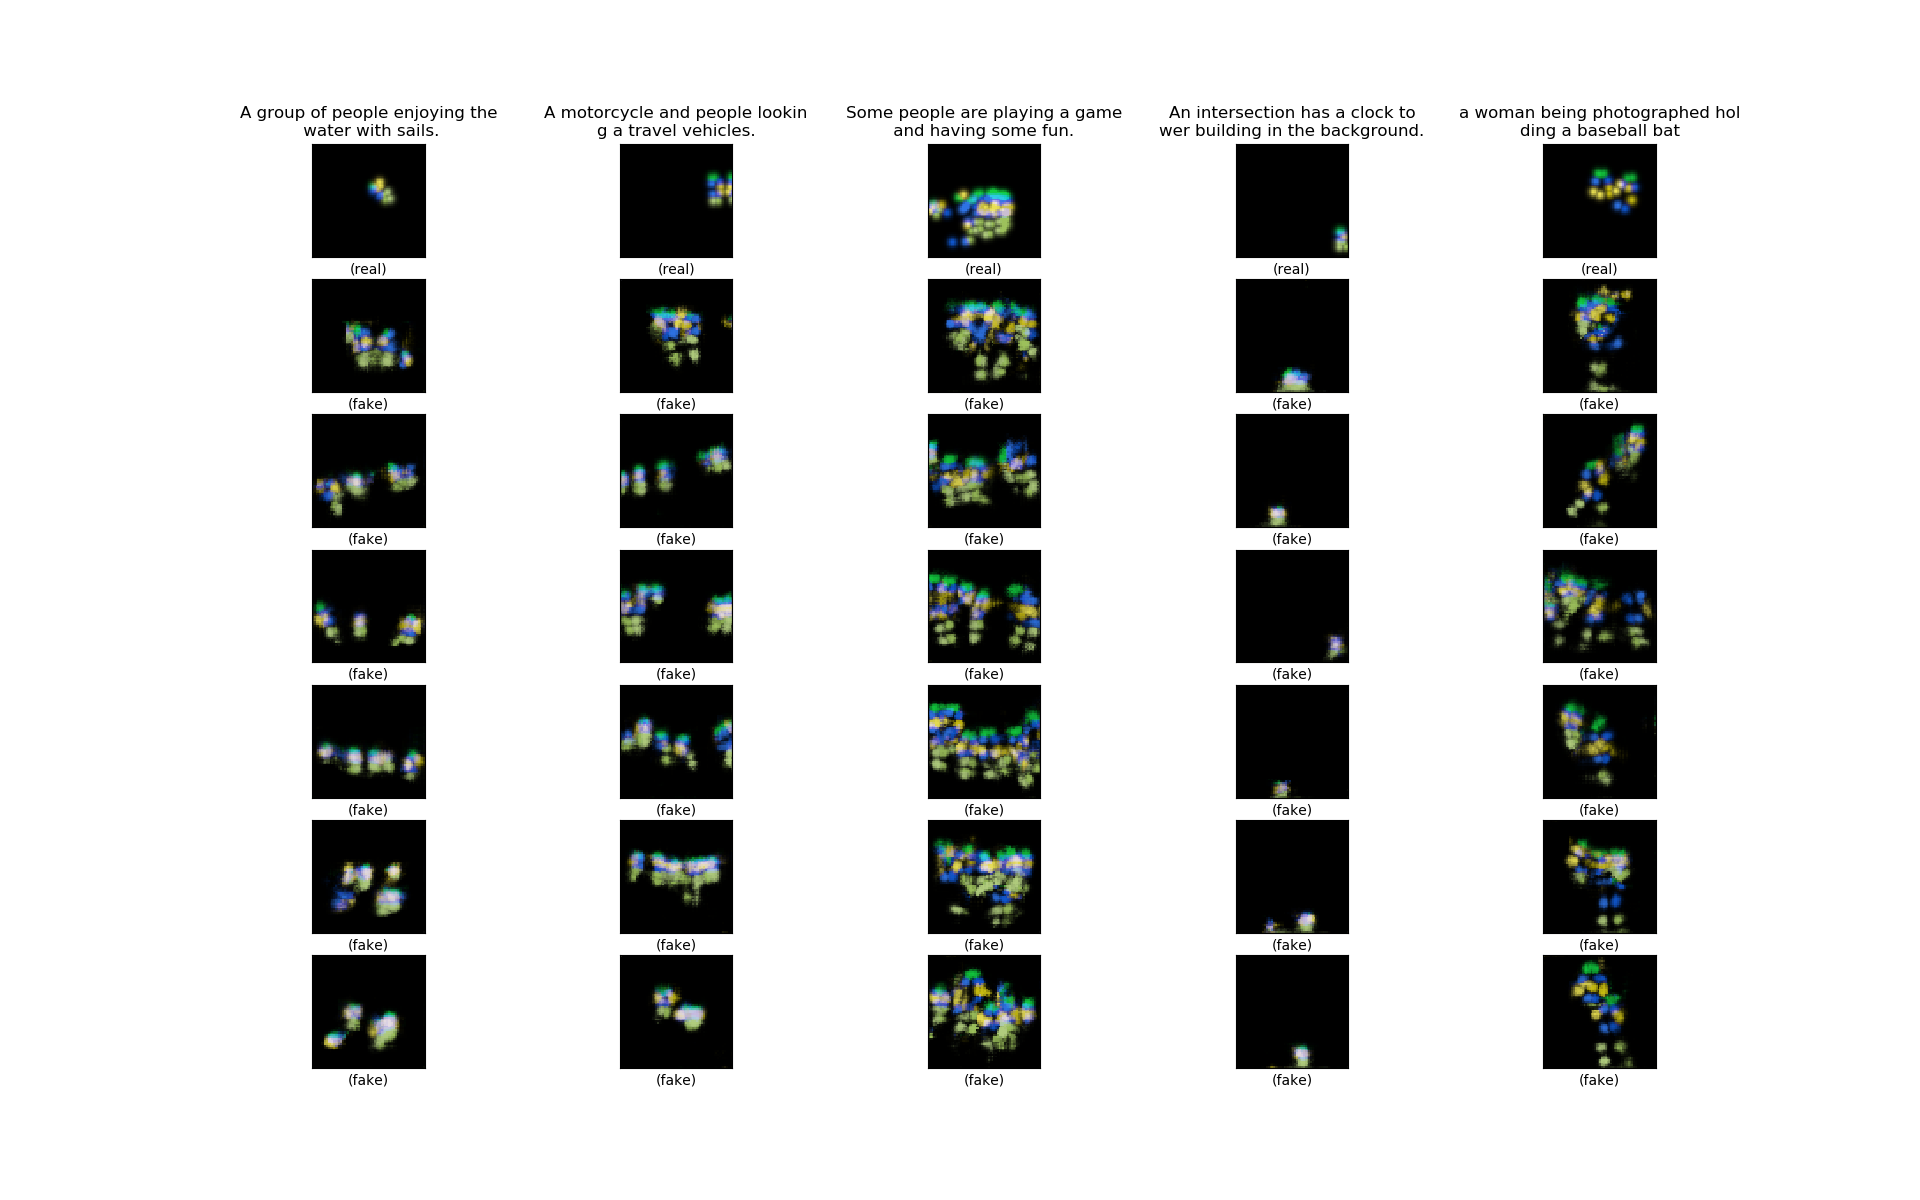 A group of people enjoying the
water with sails.
A motorcycle and people lookin
g a travel vehicles.
Some people are playing a game
and having some fun.
An intersection has a clock to
wer building in the background.
a woman being photographed hol
ding a baseball bat
(real) (real) (real) (real) (real)
(fake) (fake) (fake) (fake) (fake)
(fake) (fake) (fake) (fake) (fake)
(fake) (fake) (fake) (fake) (fake)
(fake) (fake) (fake) (fake) (fake)
(fake) (fake) (fake) (fake) (fake)
(fake) (fake) (fake) (fake) (fake)